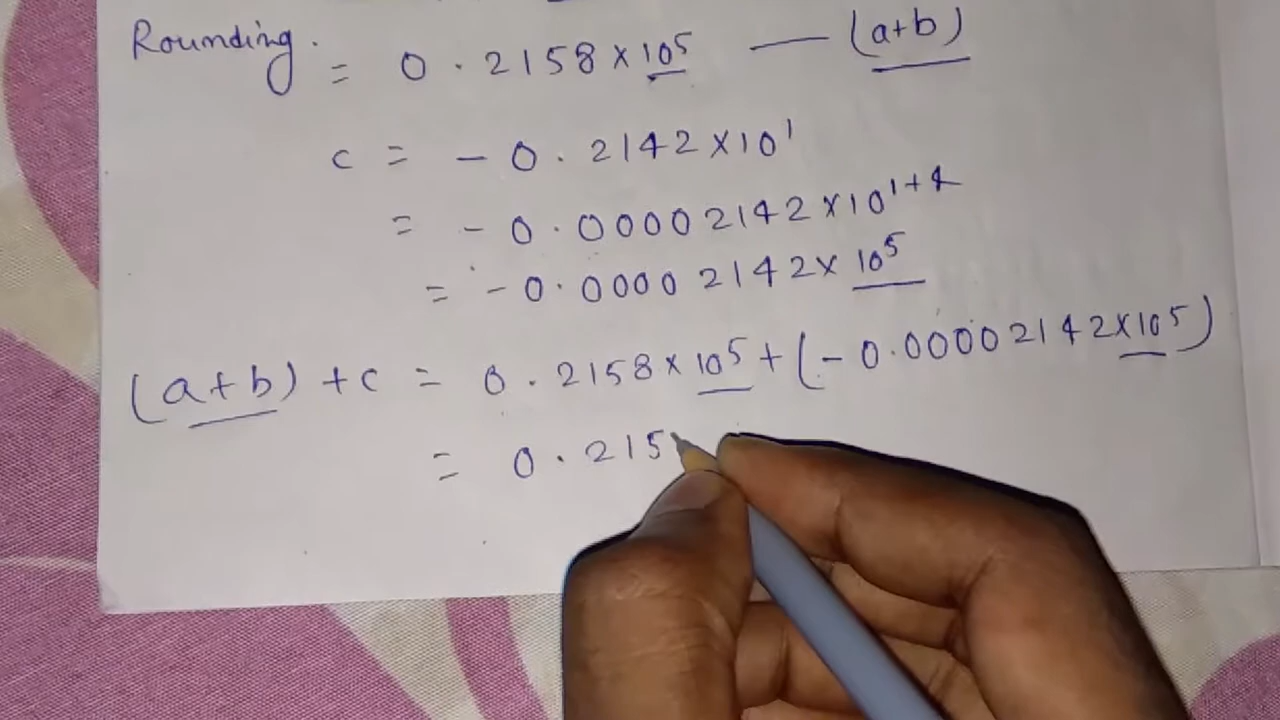 Rounding. = 0.2158 × 10⁵ — (a+b)
c = - 0.2142 × 10¹
= - 0.00002142 × 10¹⁺⁴
= - 0.00002142 × 10⁵
(a+b) + c = 0.2158 × 10⁵ + (- 0.00002142 × 10⁵)
= 0.215